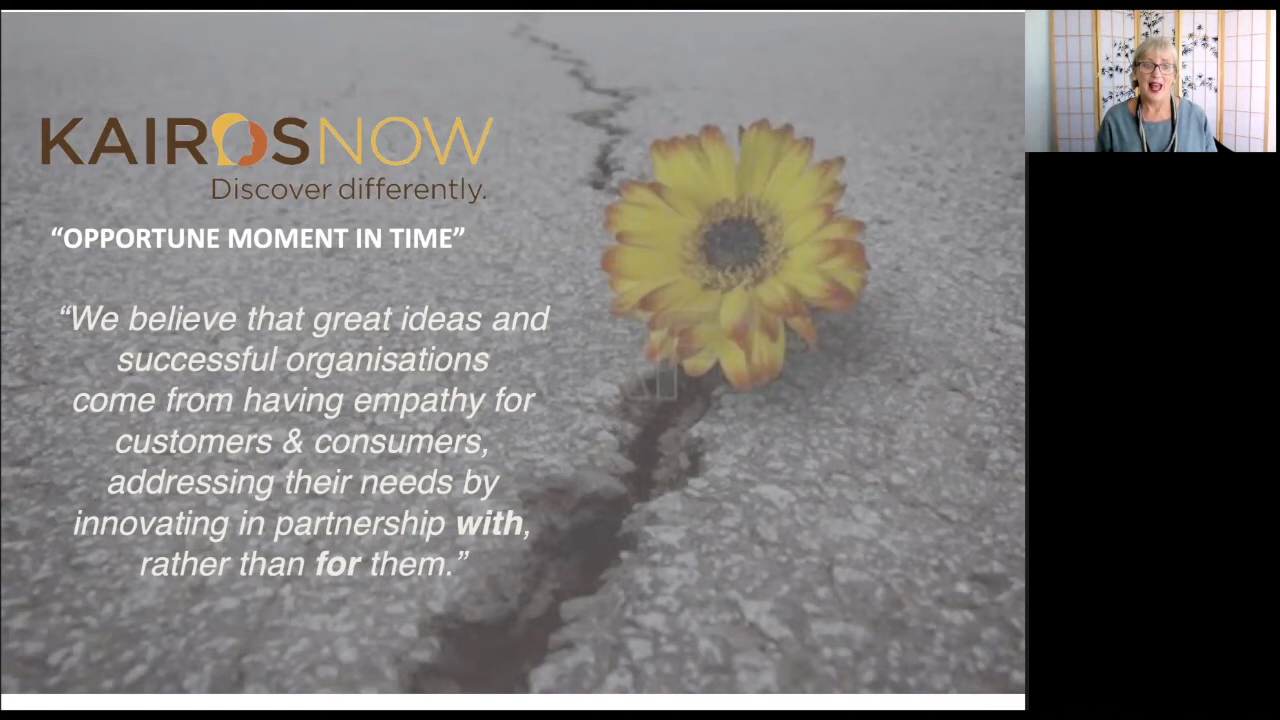 KAIROSNOW
Discover differently.
“OPPORTUNE MOMENT IN TIME”
“We believe that great ideas and
successful organisations
come from having empathy for
customers & consumers,
addressing their needs by
innovating in partnership with,
rather than for them.”